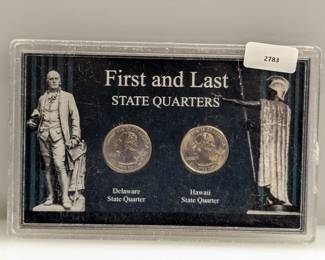 2783
First and Last
STATE QUARTERS
Delaware
State Quarter
Hawaii
State Quarter